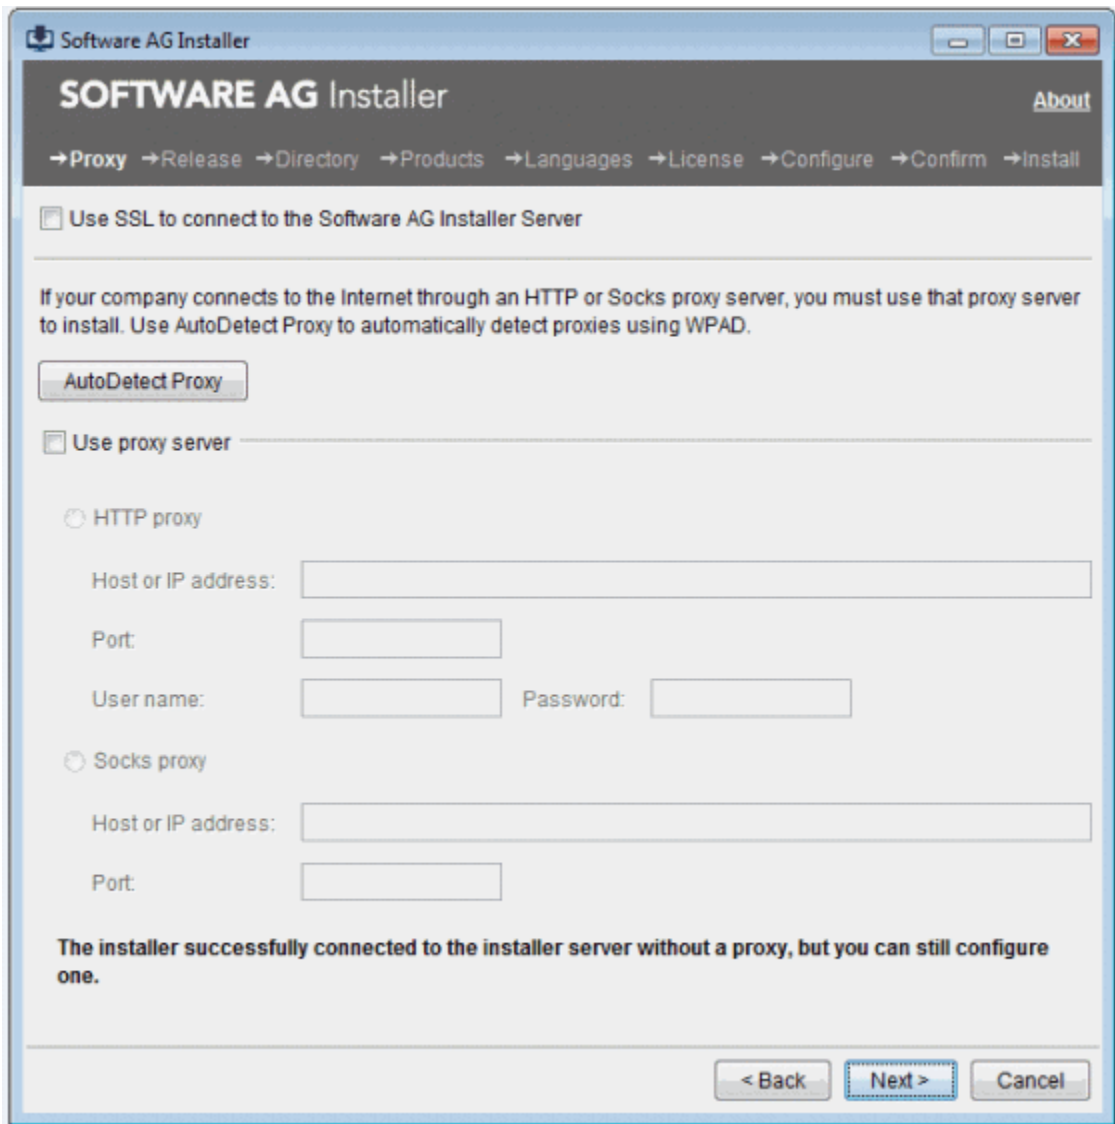 Software AG Installer
SOFTWARE AG Installer
About
→Proxy →Release →Directory →Products →Languages →License →Configure →Confirm →Install
Use SSL to connect to the Software AG Installer Server
If your company connects to the Internet through an HTTP or Socks proxy server, you must use that proxy server
to install. Use AutoDetect Proxy to automatically detect proxies using WPAD.
AutoDetect Proxy
Use proxy server
HTTP proxy
Host or IP address:
Port:
User name: Password:
Socks proxy
Host or IP address:
Port:
The installer successfully connected to the installer server without a proxy, but you can still configure
one.
< Back Next > Cancel